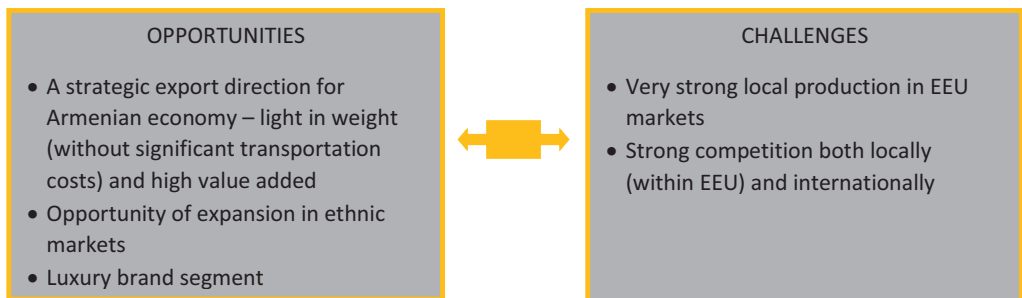 OPPORTUNITIES
• A strategic export direction for
Armenian economy – light in weight
(without significant transportation
costs) and high value added
• Opportunity of expansion in ethnic
markets
• Luxury brand segment
CHALLENGES
• Very strong local production in EEU
markets
• Strong competition both locally
(within EEU) and internationally